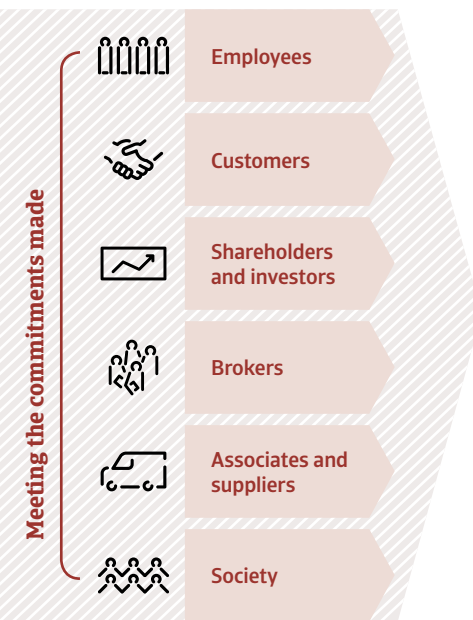 Meeting the commitments made
Employees
Customers
Shareholders
and investors
Brokers
Associates and
suppliers
Society